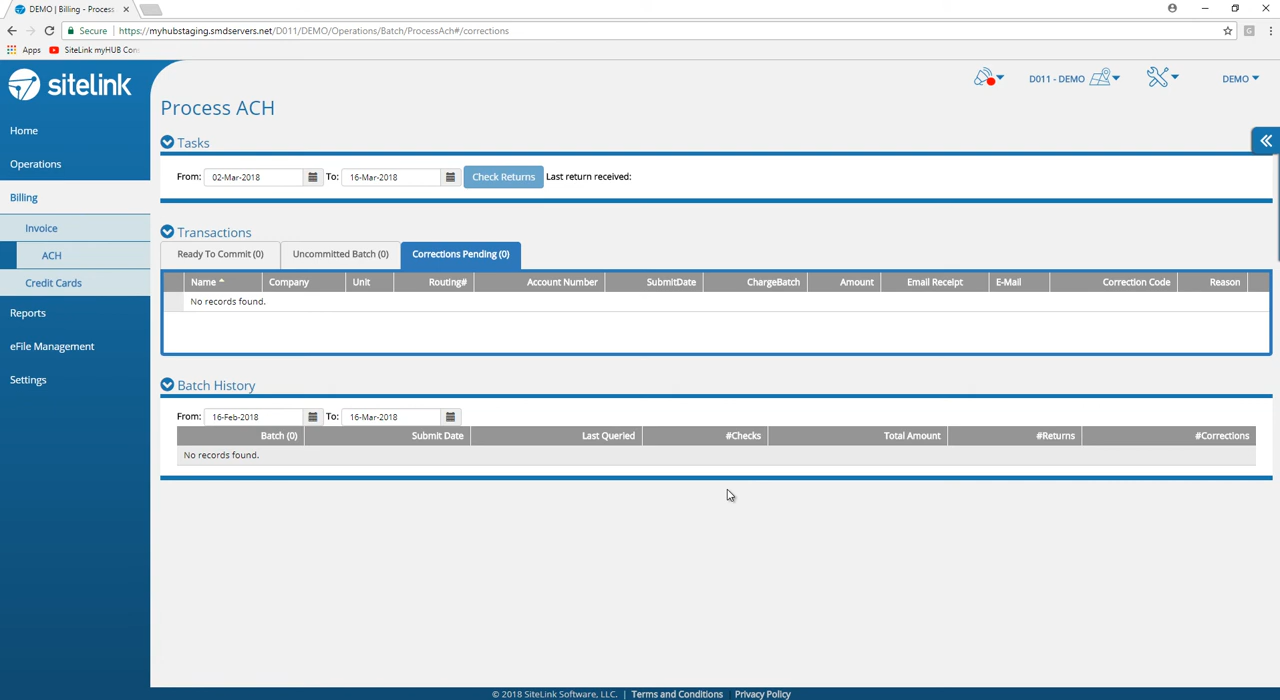 DEMO | Billing - Process
Secure | https://myhubstaging.smdservers.net/D011/DEMO/Operations/Batch/ProcessAch#/corrections
Apps SiteLink myHUB Con
sitelink
D011 - DEMO
DEMO
Home
Operations
Billing
Invoice
ACH
Credit Cards
Reports
eFile Management
Settings
Process ACH
Tasks
From: 02-Mar-2018 To: 16-Mar-2018 Check Returns Last return received:
Transactions
Ready To Commit (0) Uncommitted Batch (0) Corrections Pending (0)
Name Company Unit Routing# Account Number SubmitDate ChargeBatch Amount Email Receipt E-Mail Correction Code Reason
No records found.
Batch History
From: 16-Feb-2018 To: 16-Mar-2018
Batch (0) Submit Date Last Queried #Checks Total Amount #Returns #Corrections
No records found.
© 2018 SiteLink Software, LLC. | Terms and Conditions | Privacy Policy